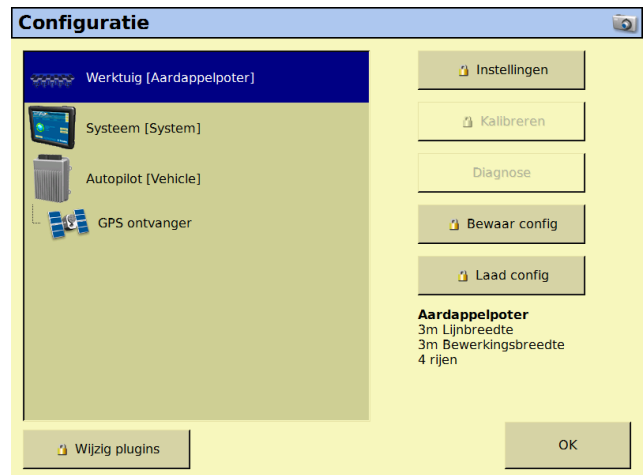 Configuratie
Werktuig [Aardappelpoter]
Systeem [System]
Autopilot [Vehicle]
GPS ontvanger
Instellingen
Kalibreren
Diagnose
Bewaar config
Laad config
Aardappelpoter
3m Lijnbreedte
3m Bewerkingsbreedte
4 rijen
Wijzig plugins
OK